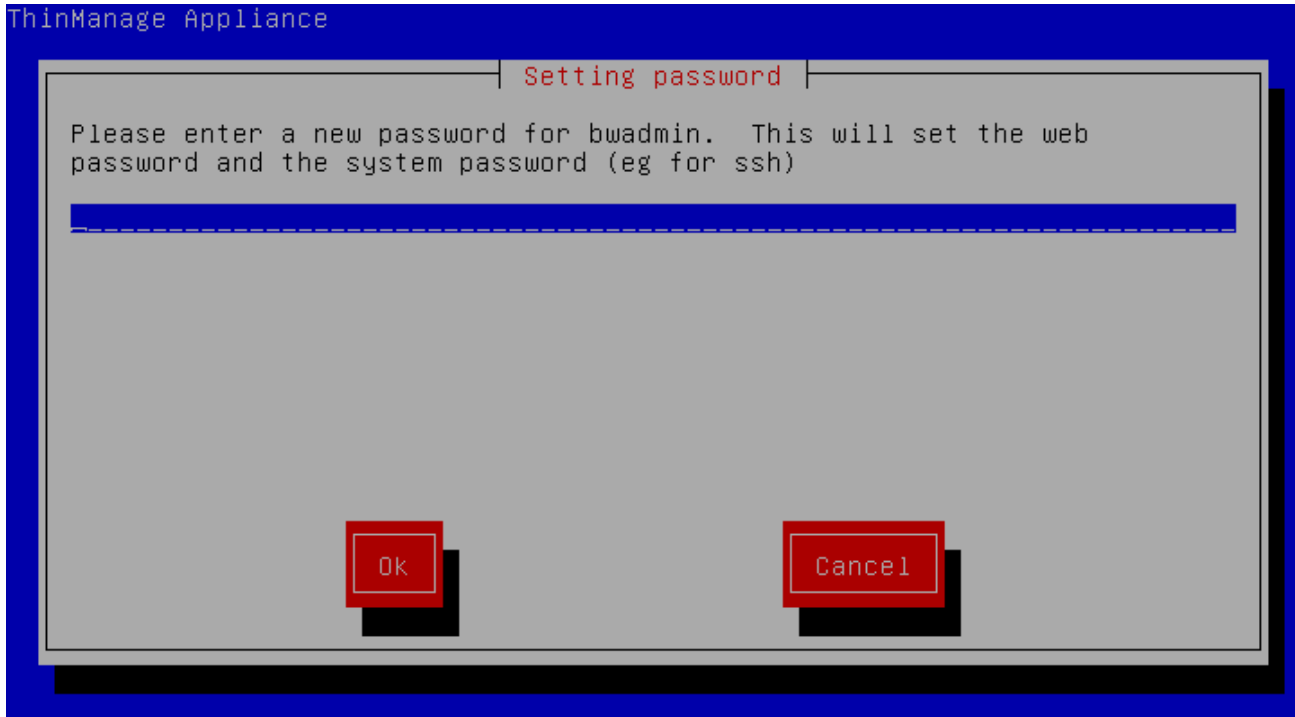 ThinManage Appliance
Setting password
Please enter a new password for bwadmin.  This will set the web
password and the system password (eg for ssh)
Ok
Cancel